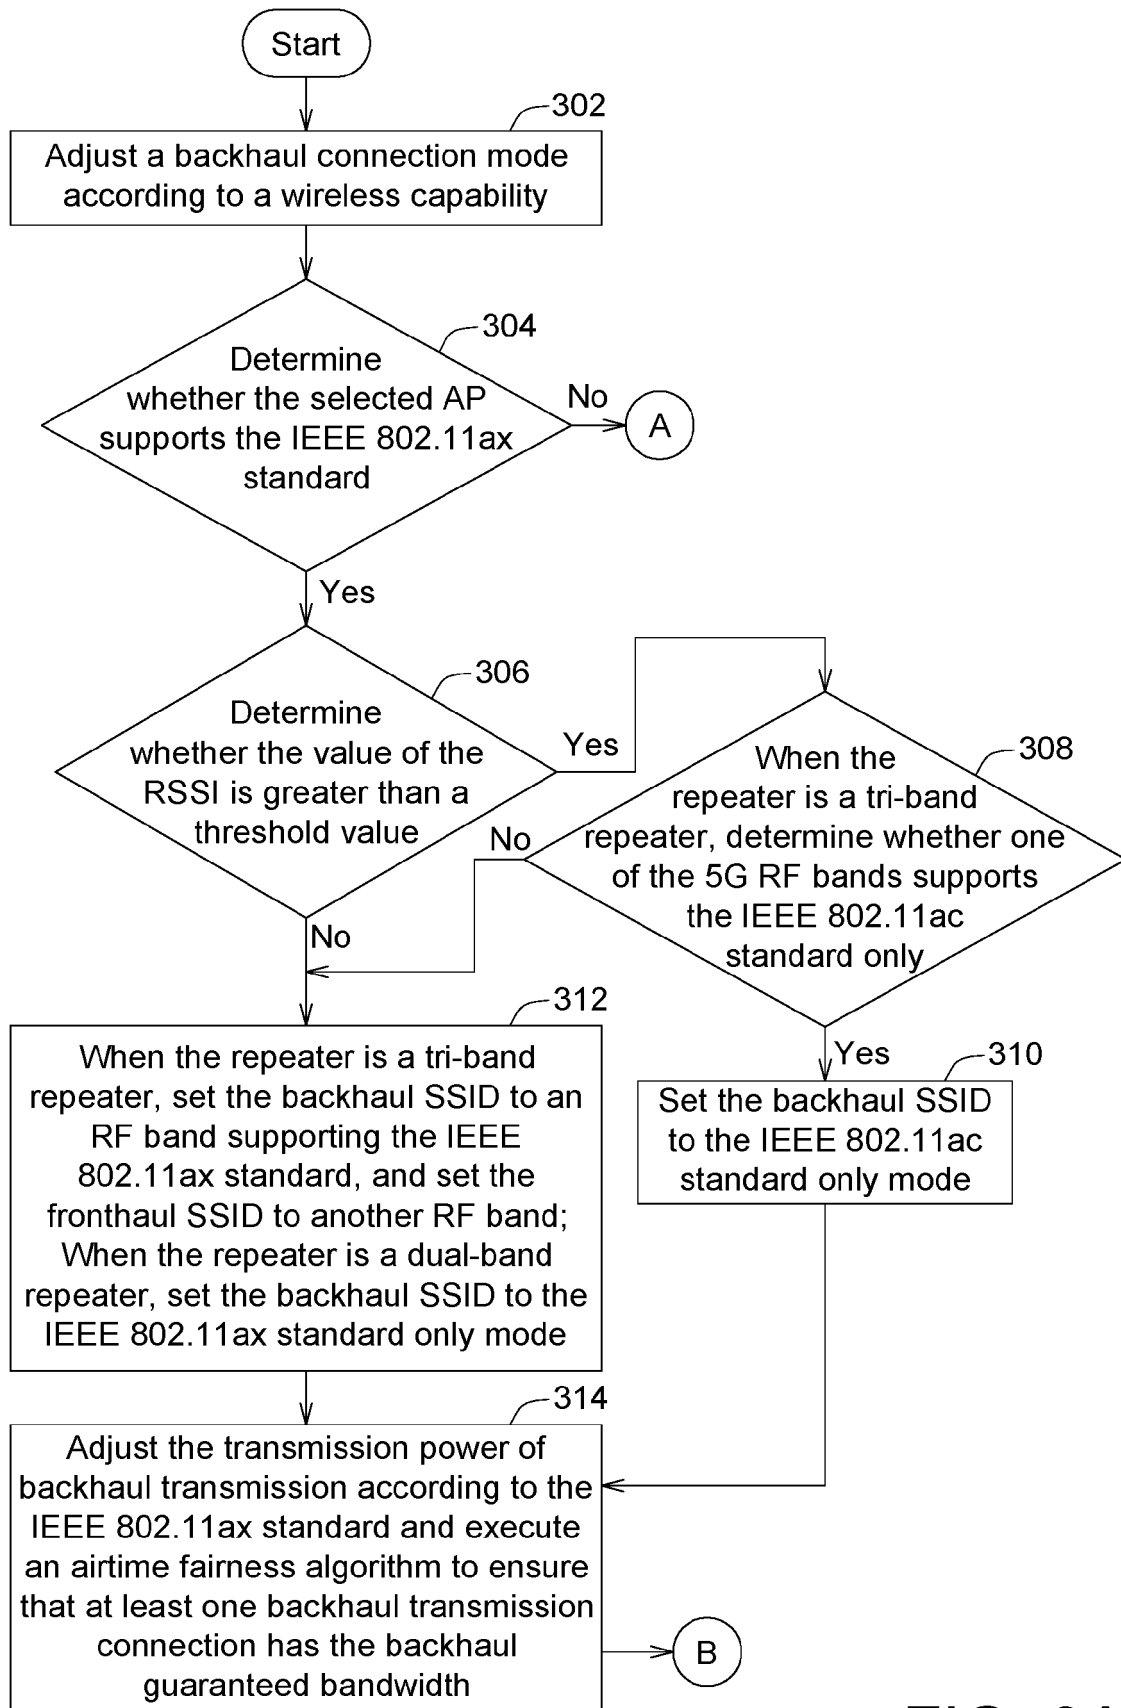 Start
302
Adjust a backhaul connection mode
according to a wireless capability
304
Determine
whether the selected AP
supports the IEEE 802.11ax
standard
No
A
Yes
306
Determine
whether the value of the
RSSI is greater than a
threshold value
Yes
No
308
When the
repeater is a tri-band
repeater, determine whether one
of the 5G RF bands supports
the IEEE 802.11ac
standard only
No
Yes
310
Set the backhaul SSID
to the IEEE 802.11ac
standard only mode
312
When the repeater is a tri-band
repeater, set the backhaul SSID to an
RF band supporting the IEEE
802.11ax standard, and set the
fronthaul SSID to another RF band;
When the repeater is a dual-band
repeater, set the backhaul SSID to the
IEEE 802.11ax standard only mode
314
Adjust the transmission power of
backhaul transmission according to the
IEEE 802.11ax standard and execute
an airtime fairness algorithm to ensure
that at least one backhaul transmission
connection has the backhaul
guaranteed bandwidth
B